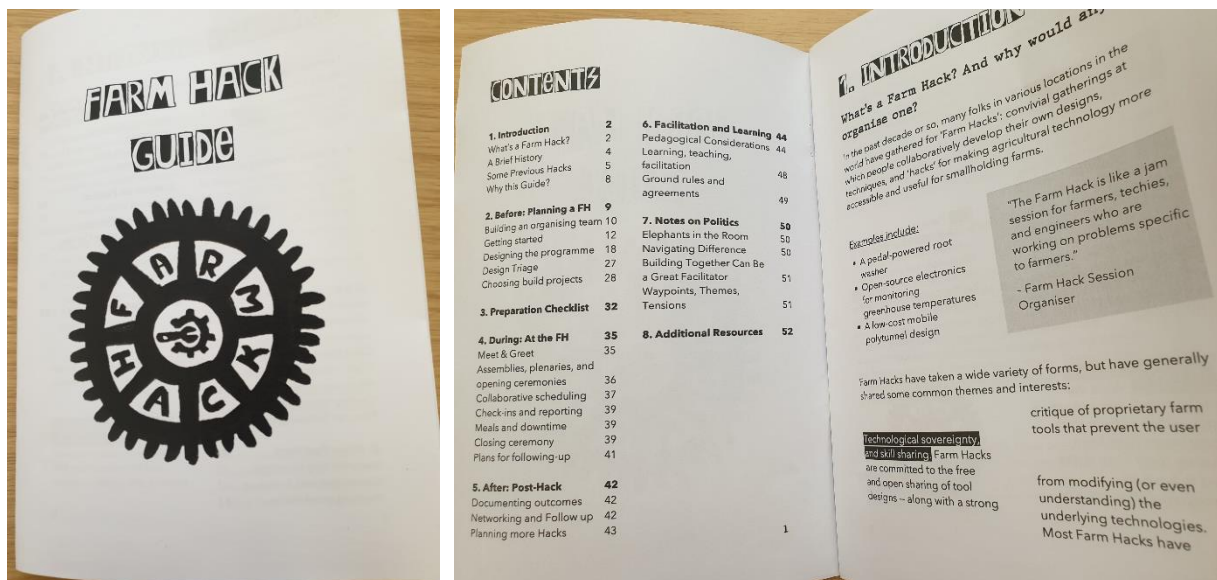 FARM HACK
GUIDE
FARM
HACK
CONTENTS
1. Introduction 2
What's a Farm Hack? 2
A Brief History 4
Some Previous Hacks 5
Why this Guide? 8
2. Before: Planning a FH 9
Building an organising team 10
Getting started 12
Designing the programme 18
Design Triage 27
Choosing build projects 28
3. Preparation Checklist 32
4. During: At the FH 35
Meet & Greet 35
Assemblies, plenaries, and
opening ceremonies 36
Collaborative scheduling 37
Check-ins and reporting 39
Meals and downtime 39
Closing ceremony 39
Plans for following-up 41
5. After: Post-Hack 42
Documenting outcomes 42
Networking and Follow up 42
Planning more Hacks 43
6. Facilitation and Learning 44
Pedagogical Considerations 44
Learning, teaching,
facilitation 48
Ground rules and
agreements 49
7. Notes on Politics 50
Elephants in the Room 50
Navigating Difference 50
Building Together Can Be
a Great Facilitator 51
Waypoints, Themes,
Tensions 51
8. Additional Resources 52
1
1. INTRODUCTION
What's a Farm Hack? And why would
organise one?
In the past decade or so, many folks in various locations in the
world have gathered for 'Farm Hacks': convivial gatherings at
which people collaboratively develop their own designs,
techniques, and 'hacks' for making agricultural technology more
accessible and useful for smallholding farms.
Examples include:
• A pedal-powered root
washer
• Open-source electronics
for monitoring
greenhouse temperatures
• A low-cost mobile
polytunnel design
"The Farm Hack is like a jam
session for farmers, techies,
and engineers who are
working on problems specific
to farmers."
- Farm Hack Session
Organiser
Farm Hacks have taken a wide variety of forms, but have generally
shared some common themes and interests:
Technological sovereignty,
and skill sharing, Farm Hacks
are committed to the free
and open sharing of tool
designs – along with a strong
critique of proprietary farm
tools that prevent the user
from modifying (or even
understanding) the
underlying technologies.
Most Farm Hacks have